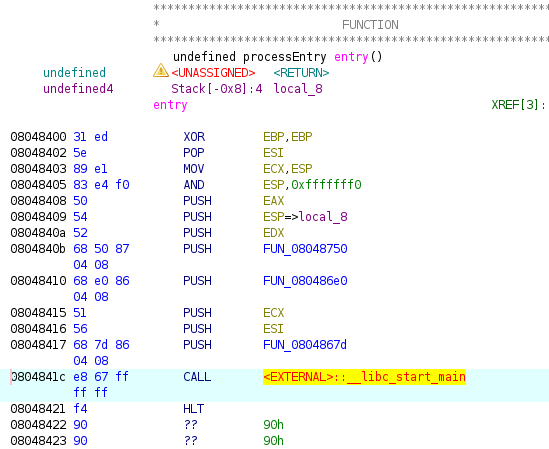 ************************************************************
* FUNCTION
************************************************************
undefined processEntry entry()
undefined <UNASSIGNED> <RETURN>
undefined4 Stack[-0x8]:4 local_8
entry XREF[3]:
08048400 31 ed XOR EBP,EBP
08048402 5e POP ESI
08048403 89 e1 MOV ECX,ESP
08048405 83 e4 f0 AND ESP,0xfffffff0
08048408 50 PUSH EAX
08048409 54 PUSH ESP=>local_8
0804840a 52 PUSH EDX
0804840b 68 50 87 PUSH FUN_08048750
04 08
08048410 68 e0 86 PUSH FUN_080486e0
04 08
08048415 51 PUSH ECX
08048416 56 PUSH ESI
08048417 68 7d 86 PUSH FUN_0804867d
04 08
0804841c e8 67 ff CALL <EXTERNAL>::__libc_start_main
ff ff
08048421 f4 HLT
08048422 90 ?? 90h
08048423 90 ?? 90h